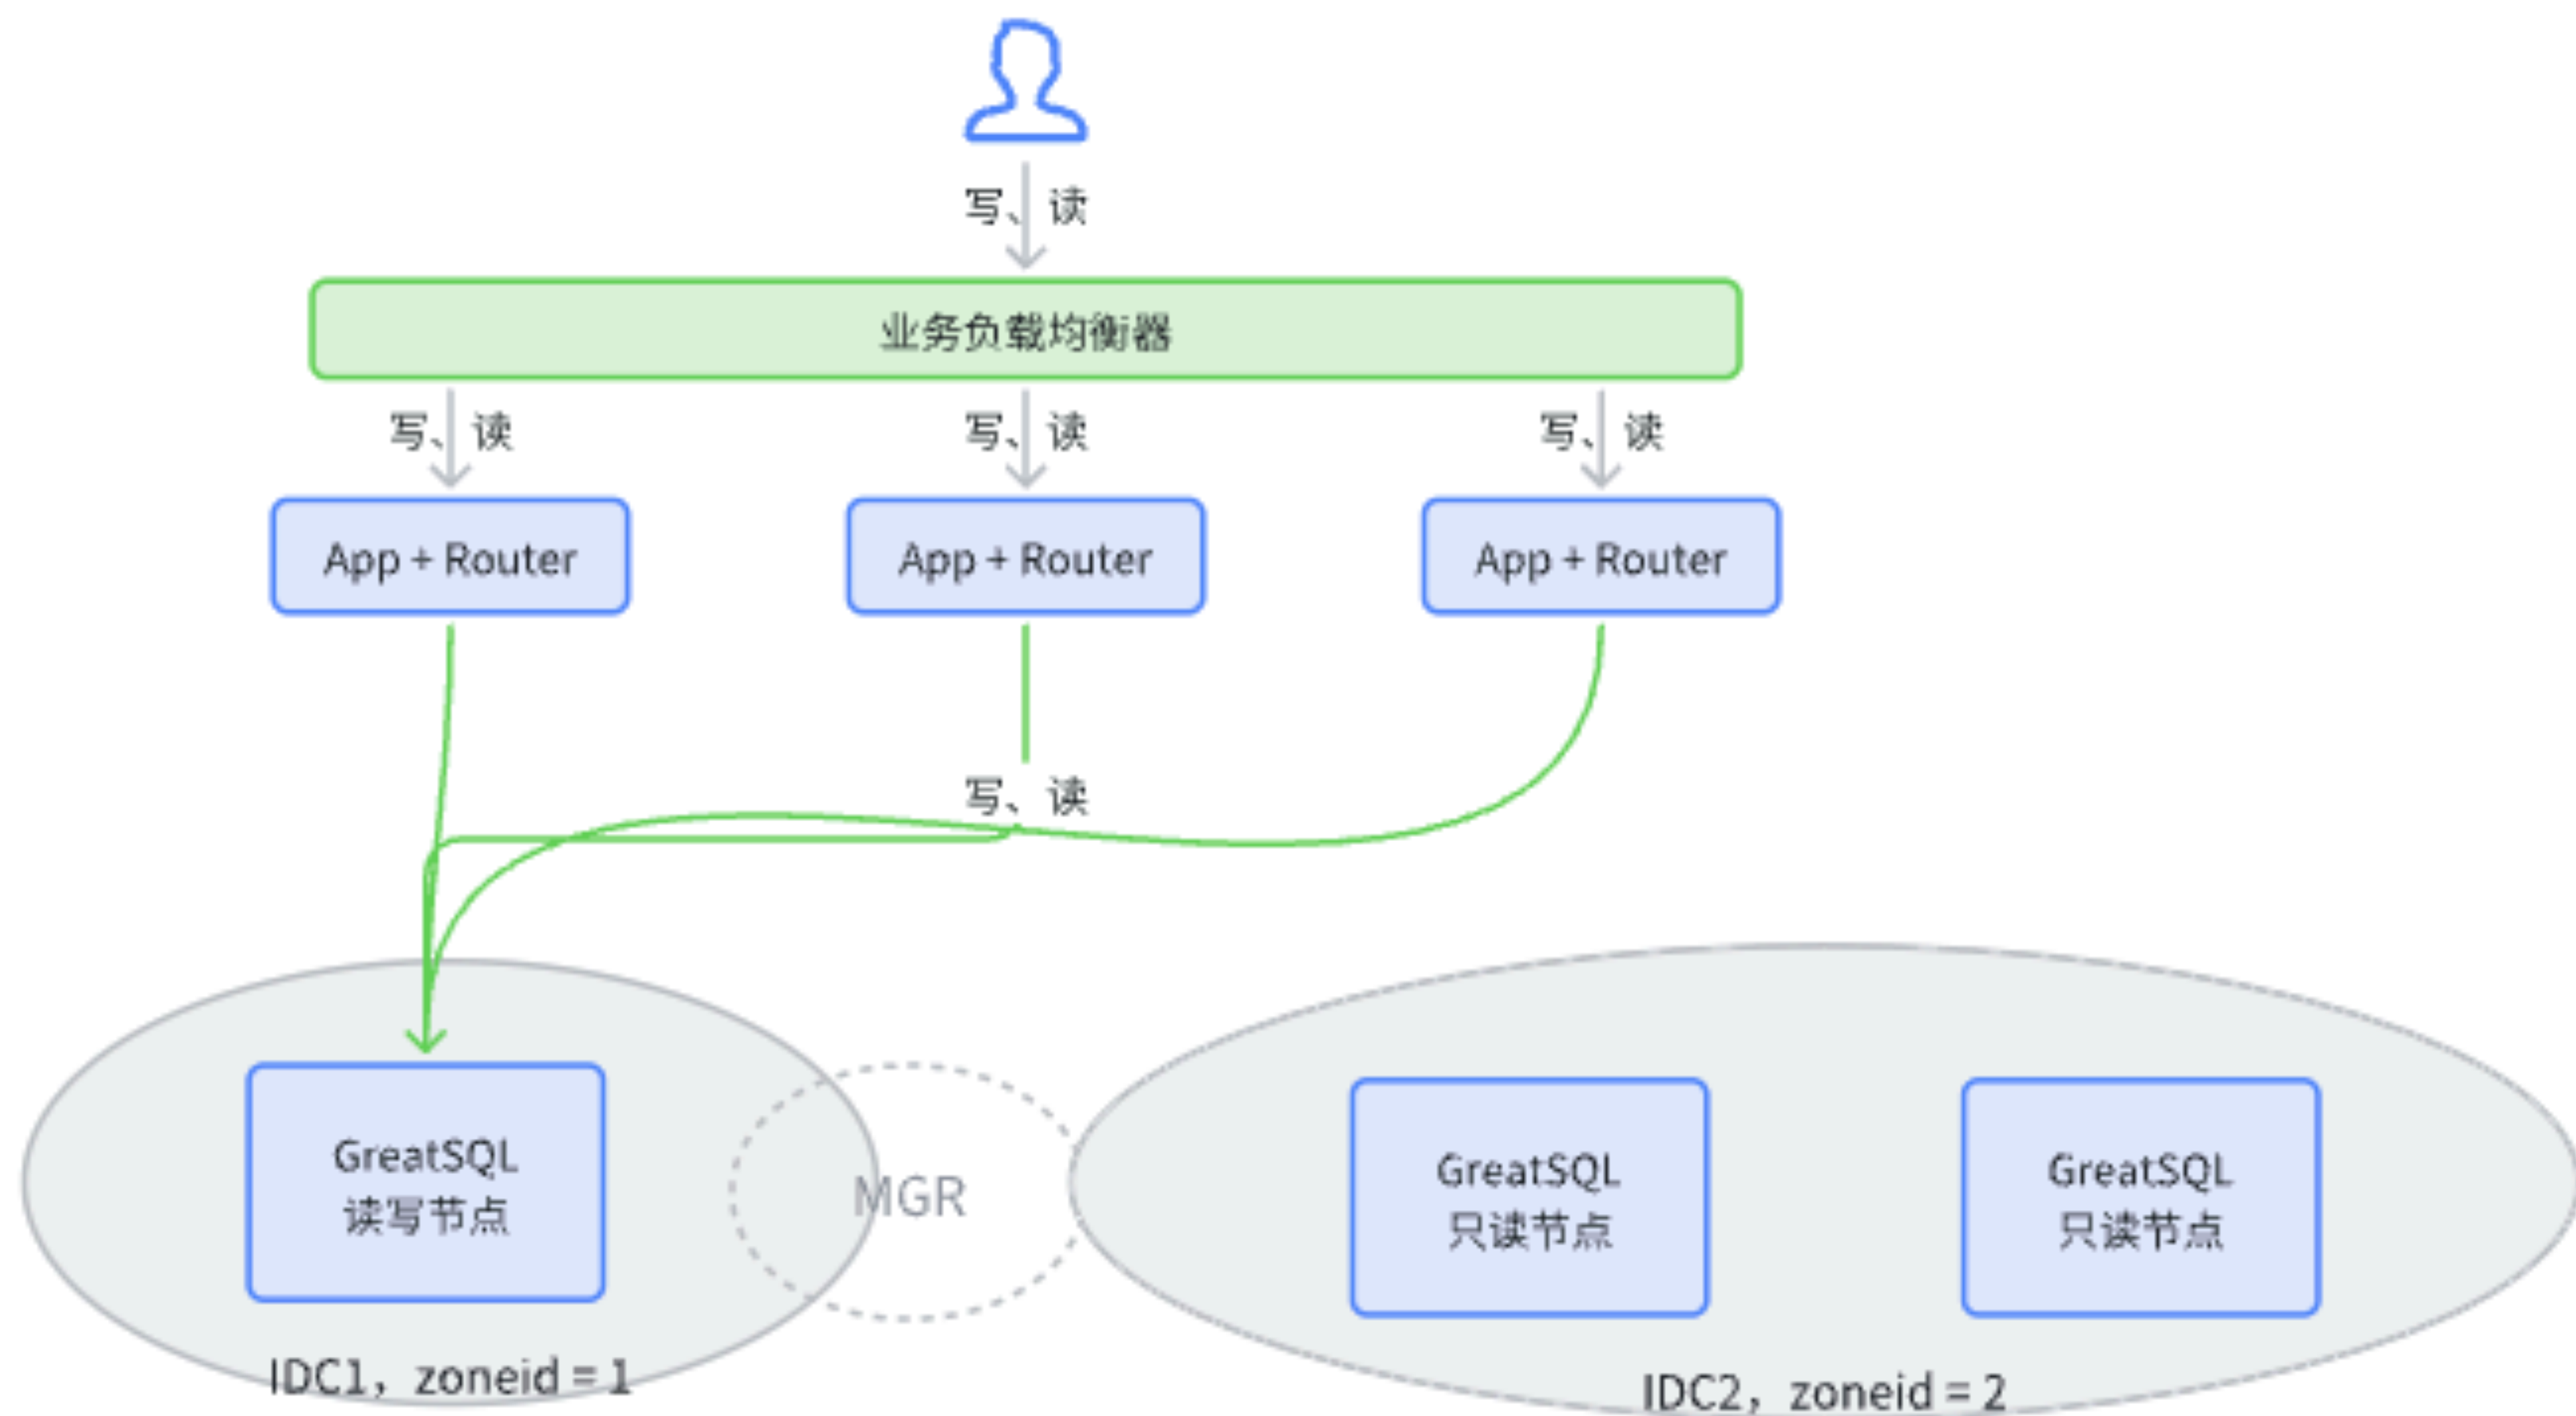 写、读
业务负载均衡器
写、读
写、读
写、读
App + Router
App + Router
App + Router
写、读
GreatSQL
读写节点
MGR
GreatSQL
只读节点
GreatSQL
只读节点
IDC1，zoneid = 1
IDC2，zoneid = 2